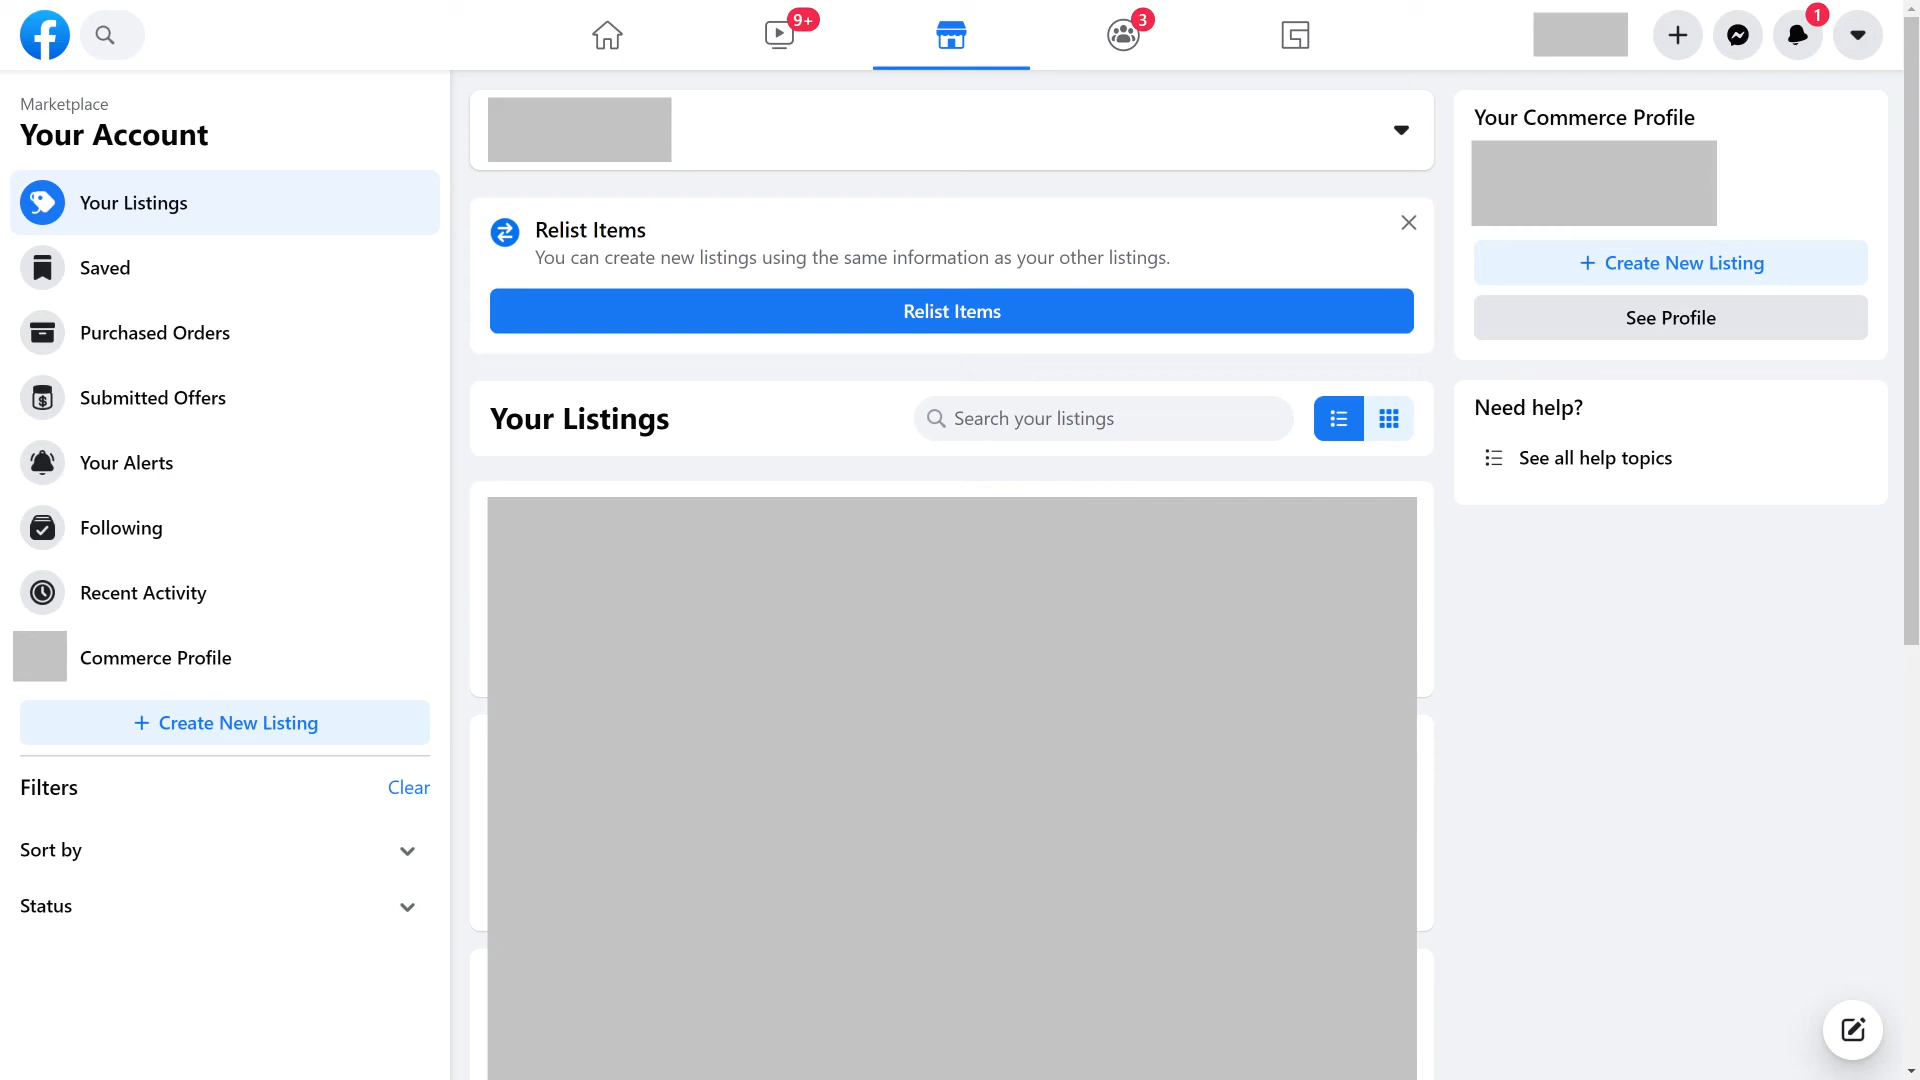 9+
3
1
Marketplace
Your Account
Your Listings
Saved
Purchased Orders
Submitted Offers
Your Alerts
Following
Recent Activity
Commerce Profile
+ Create New Listing
Filters
Clear
Sort by
Status
Relist Items
You can create new listings using the same information as your other listings.
Relist Items
Your Listings
Search your listings
Your Commerce Profile
+ Create New Listing
See Profile
Need help?
See all help topics